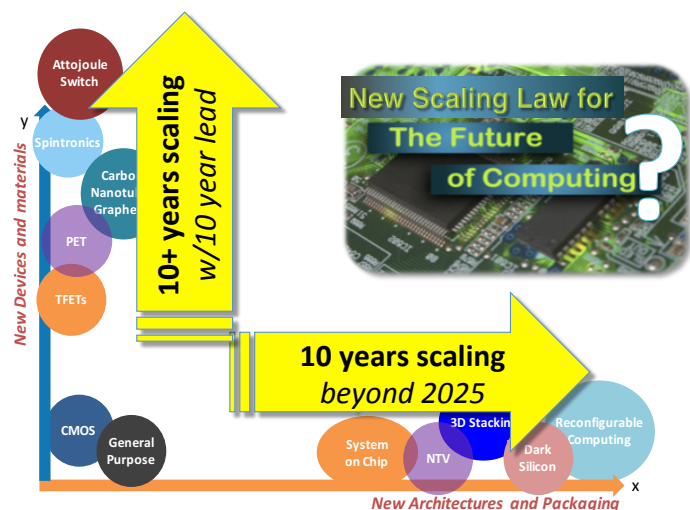 Attojoule
Switch
y
Spintronics
Carbo
Nanotu
Graphe
PET
TFETs
New Devices and materials
10+ years scaling
w/10 year lead
New Scaling Law for
The Future
of Computing
?
10 years scaling
beyond 2025
CMOS
General
Purpose
System
on Chip
NTV
3D Stackin
Dark
Silicon
Reconfigurable
Computing
x
New Architectures and Packaging